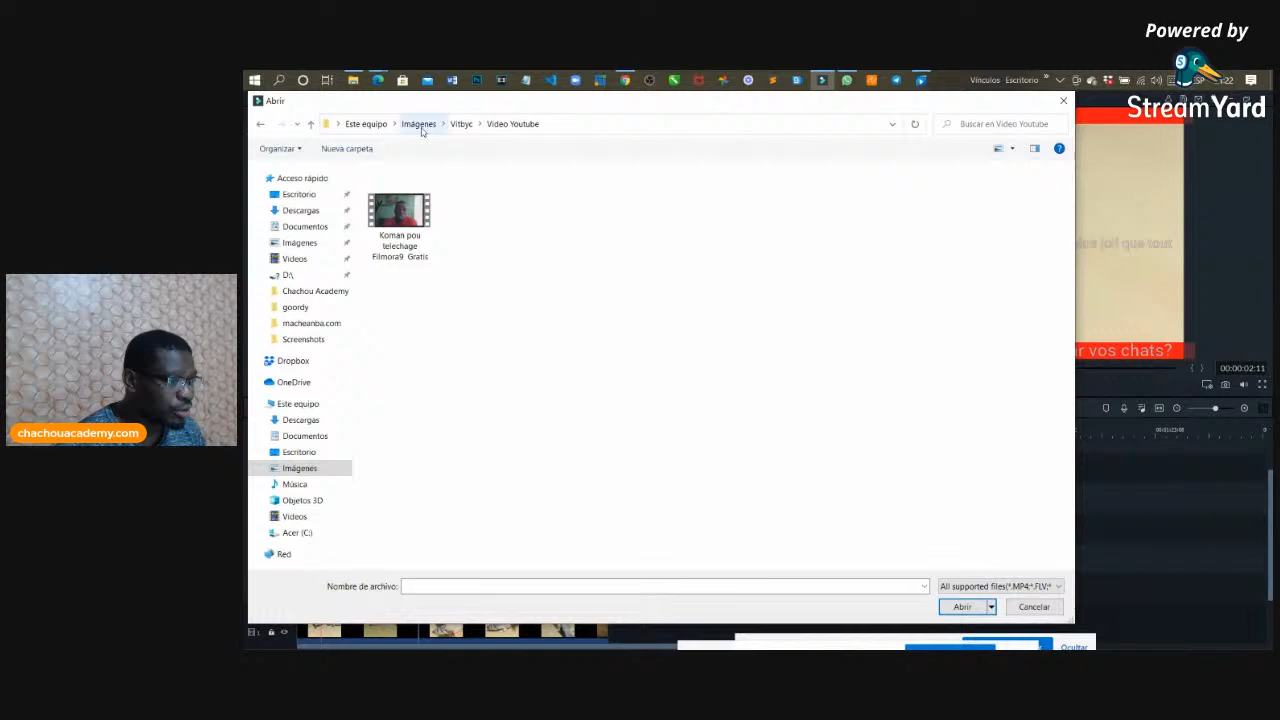 Powered by
StreamYard
Vínculos Escritorio
Abrir
Este equipo > Imágenes > Vitbyc > Video Youtube
Buscar en Video Youtube
Organizar
Nueva carpeta
Acceso rápido
Escritorio
Descargas
Documentos
Imágenes
Videos
D:\
Chachou Academy
goordy
macheanba.com
Screenshots
Dropbox
OneDrive
Este equipo
Descargas
Documentos
Escritorio
Imágenes
Música
Objetos 3D
Videos
Acer (C:)
Red
Koman pou
telechage
Filmora9 Gratis
joli que tout
r vos chats?
00:00:02:11
chachouacademy.com
Nombre de archivo:
All supported files(*.MP4;*.FLV;*
Abrir
Cancelar
Ocultar